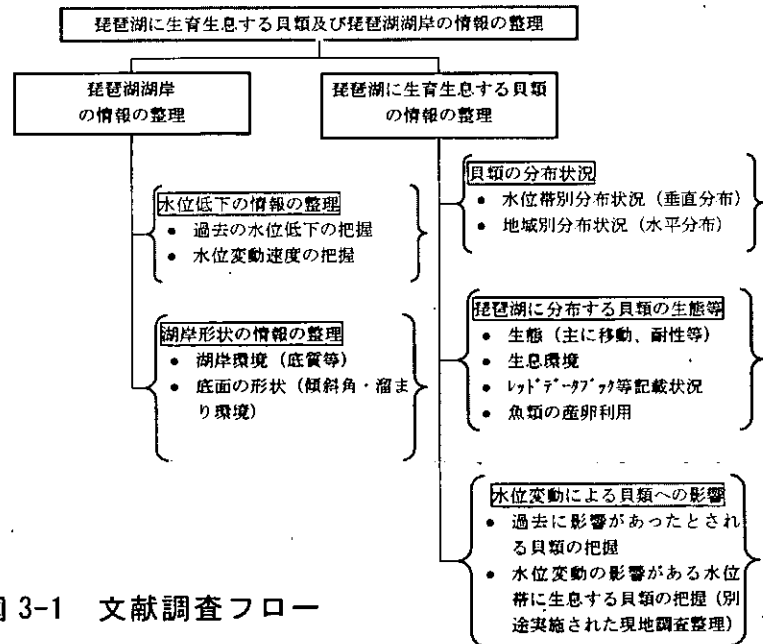 琵琶湖に生育生息する貝類及び琵琶湖湖岸の情報の整理
琵琶湖湖岸
の情報の整理
琵琶湖に生育生息する貝類
の情報の整理
水位低下の情報の整理
● 過去の水位低下の把握
● 水位変動速度の把握
湖岸形状の情報の整理
● 湖岸環境（底質等）
● 底面の形状（傾斜角・溜ま
り環境）
貝類の分布状況
● 水位帯別分布状況（垂直分布）
● 地域別分布状況（水平分布）
琵琶湖に分布する貝類の生態等
● 生態（主に移動、耐性等）
● 生息環境
● ﾚｯﾄﾞﾃﾞｰﾀﾌﾞｯｸ等記載状況
● 魚類の産卵利用
水位変動による貝類への影響
● 過去に影響があったとされ
る貝類の把握
● 水位変動の影響がある水位
帯に生息する貝類の把握（別
途実施された現地調査整理）
図 3-1 文献調査フロー